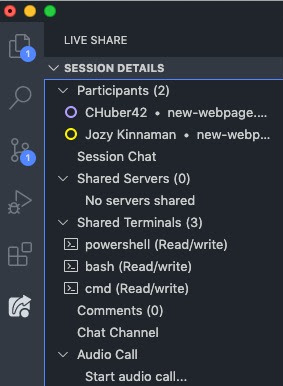 LIVE SHARE
SESSION DETAILS
Participants (2)
CHuber42 • new-webpage....
Jozy Kinnaman • new-webp...
Session Chat
Shared Servers (0)
No servers shared
Shared Terminals (3)
powershell (Read/write)
bash (Read/write)
cmd (Read/write)
Comments (0)
Chat Channel
Audio Call
Start audio call...
1
1